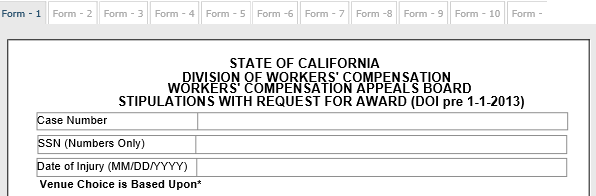 Form - 1 Form - 2 Form - 3 Form - 4 Form - 5 Form -6 Form - 7 Form -8 Form - 9 Form - 10 Form -
STATE OF CALIFORNIA
DIVISION OF WORKERS' COMPENSATION
WORKERS' COMPENSATION APPEALS BOARD
STIPULATIONS WITH REQUEST FOR AWARD (DOI pre 1-1-2013)
Case Number
SSN (Numbers Only)
Date of Injury (MM/DD/YYYY)
Venue Choice is Based Upon*